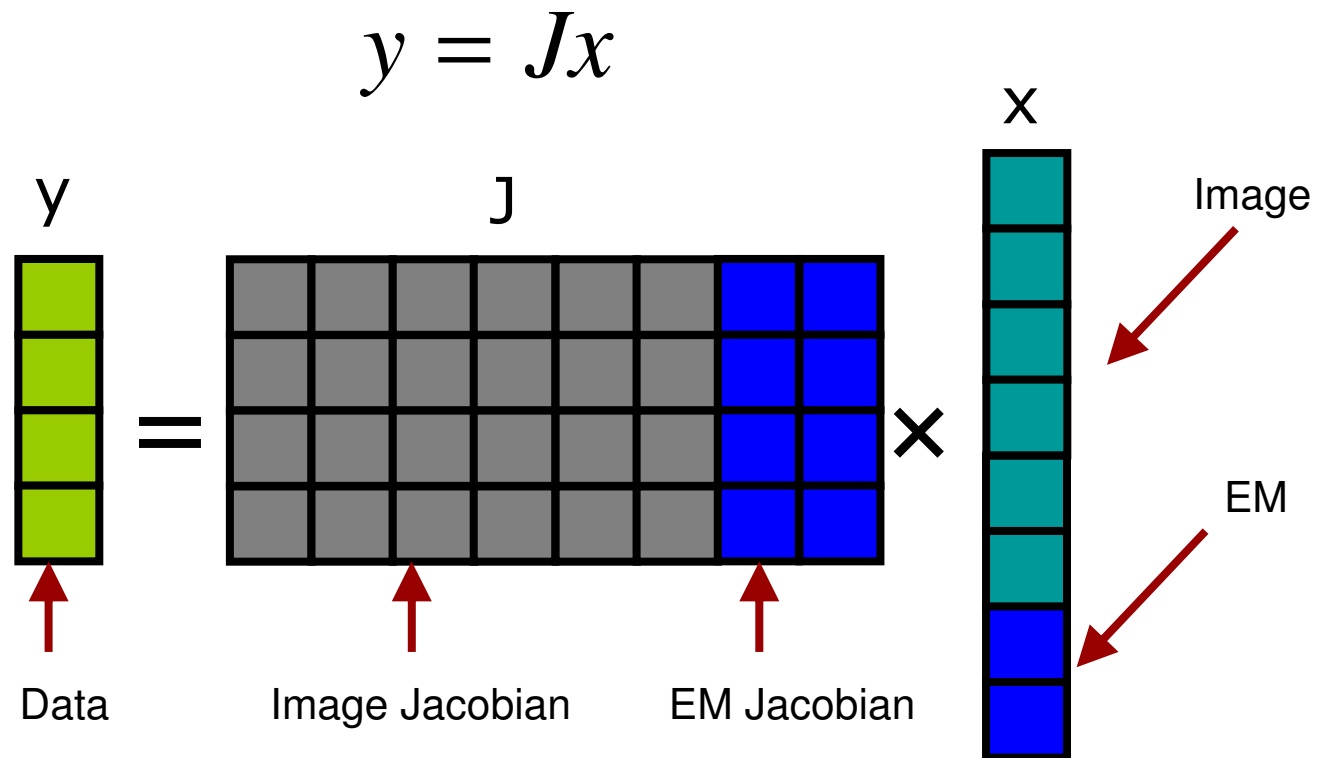 y = Jx
x
y
J
Image
=
×
EM
Data
Image Jacobian
EM Jacobian